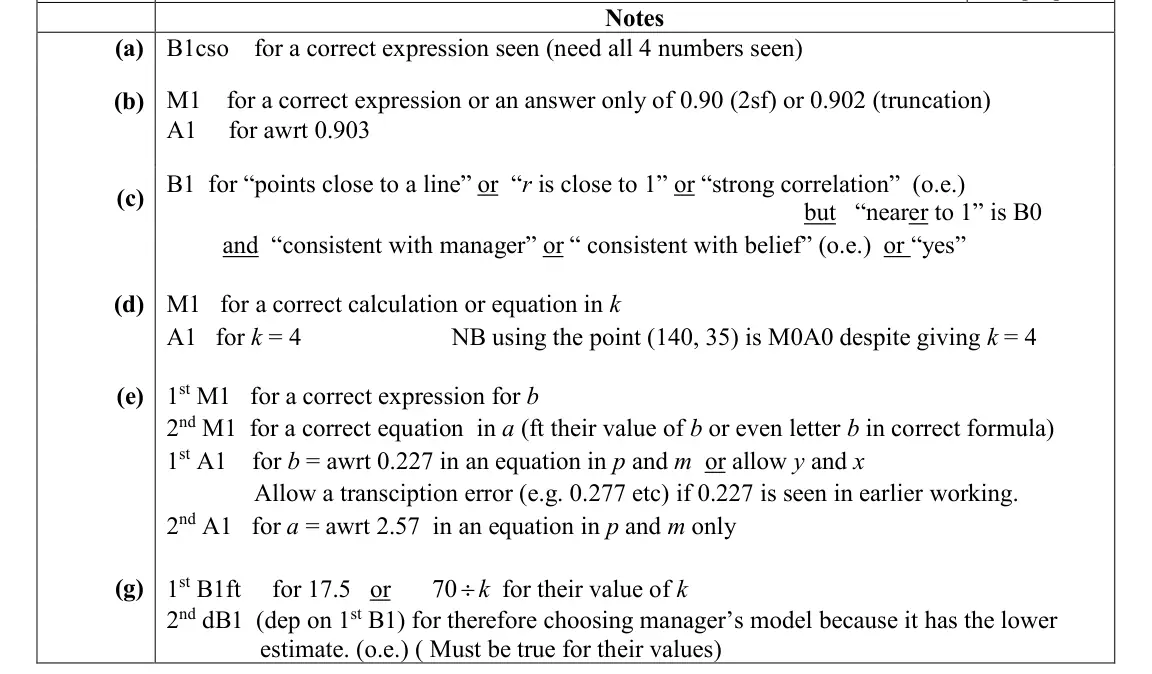 Notes
(a) B1cso for a correct expression seen (need all 4 numbers seen)
(b) M1 for a correct expression or an answer only of 0.90 (2sf) or 0.902 (truncation)
A1 for awrt 0.903
(c) B1 for “points close to a line” or “r is close to 1” or “strong correlation” (o.e.)
but “nearer to 1” is B0
and “consistent with manager” or “ consistent with belief” (o.e.) or “yes”
(d) M1 for a correct calculation or equation in k
A1 for k = 4 NB using the point (140, 35) is M0A0 despite giving k = 4
(e) 1st M1 for a correct expression for b
2nd M1 for a correct equation in a (ft their value of b or even letter b in correct formula)
1st A1 for b = awrt 0.227 in an equation in p and m or allow y and x
Allow a transciption error (e.g. 0.277 etc) if 0.227 is seen in earlier working.
2nd A1 for a = awrt 2.57 in an equation in p and m only
(g) 1st B1ft for 17.5 or 70 ÷ k for their value of k
2nd dB1 (dep on 1st B1) for therefore choosing manager’s model because it has the lower
estimate. (o.e.) ( Must be true for their values)